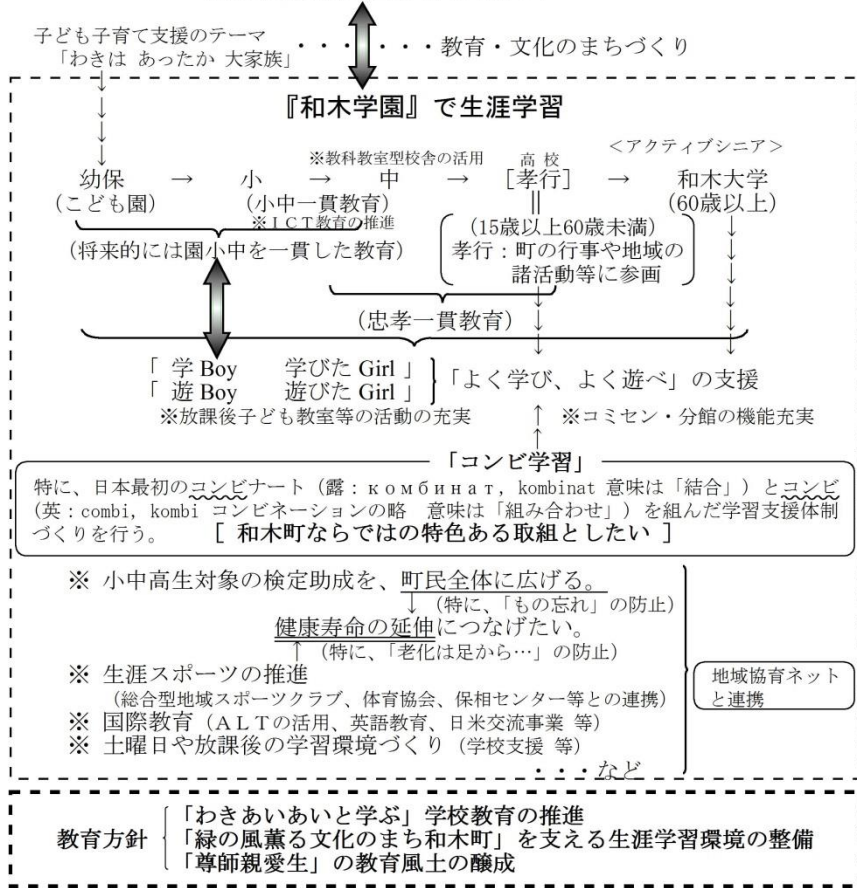 子ども子育て支援のテーマ
「わきは あったか 大家族」
・・・・・・教育・文化のまちづくり
『和木学園』で生涯学習
※教科教室型校舎の活用
高 校
＜アクティブシニア＞
幼保 → 小 → 中 → [孝行] → 和木大学
(こども園) (小中一貫教育) (60歳以上)
※ＩＣＴ教育の推進
(15歳以上60歳未満)
(将来的には園小中を一貫した教育)
孝行：町の行事や地域の
諸活動等に参画
(忠孝一貫教育)
「 学 Boy 学びた Girl 」
「 遊 Boy 遊びた Girl 」
「よく学び、よく遊べ」の支援
※放課後子ども教室等の活動の充実
※コミセン・分館の機能充実
「コンビ学習」
特に、日本最初のコンビナート（露：комбинат, kombinat 意味は「結合」）とコンビ
(英：combi, kombi コンビネーションの略 意味は「組み合わせ」）を組んだ学習支援体制
づくりを行う。 [ 和木町ならではの特色ある取組としたい ]
※ 小中高生対象の検定助成を、町民全体に広げる。
↓ (特に、「もの忘れ」の防止)
健康寿命の延伸につなげたい。
↑ (特に、「老化は足から…」の防止)
※ 生涯スポーツの推進
(総合型地域スポーツクラブ、体育協会、保相センター等との連携)
※ 国際教育（ＡＬＴの活用、英語教育、日米交流事業 等）
※ 土曜日や放課後の学習環境づくり（学校支援 等）
・・・など
地域協育ネット
と連携
教育方針
「わきあいあいと学ぶ」学校教育の推進
「緑の風薫る文化のまち和木町」を支える生涯学習環境の整備
「尊師親愛生」の教育風土の醸成